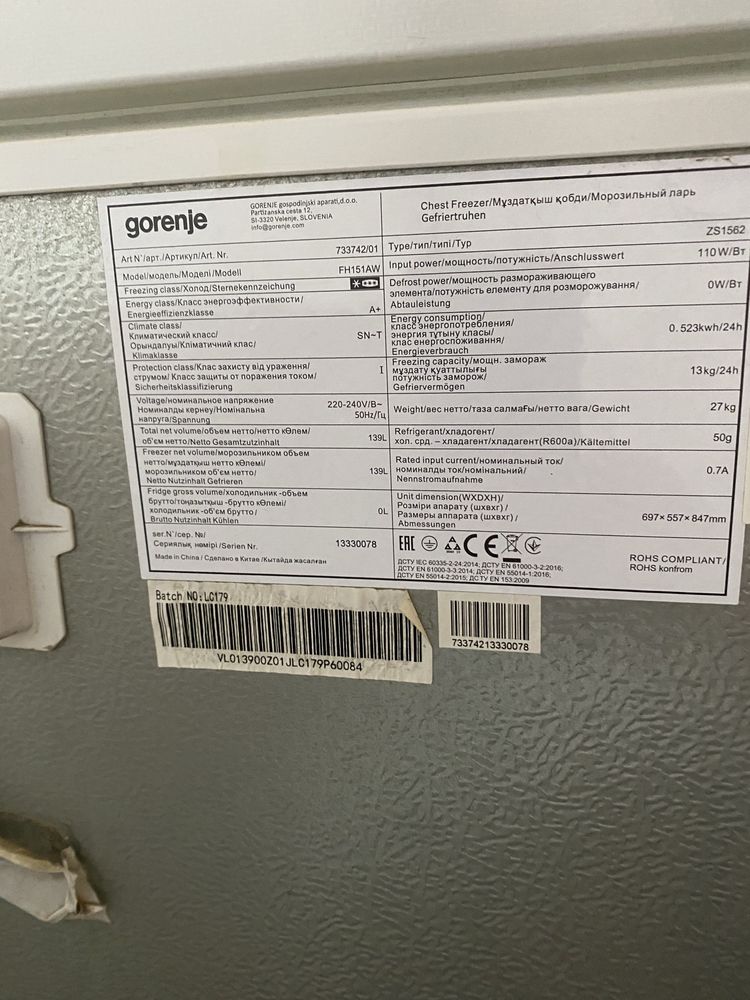 gorenje
GORENJE gospodinjski aparati,d.o.o.
Partizanska cesta 12,
SI-3320 Velenje, SLOVENIA
info@gorenje.com
Chest Freezer/Мұздатқыш қобди/Морозильный ларь
Gefriertruhen
Art N°/арт./Артикул/Art. Nr. 733742/01
Type/тип/типі/Typ ZS1562
Model/модель/Моделі/Modell FH151AW
Input power/мощность/потужність/Anschlusswert 110W/Вт
Freezing class/Холод/Sternekennzeichnung
Defrost power/мощность размораживающего
элемента/потужність елементу для розморожування/
Abtauleistung 0W/Вт
Energy class/Класс энергоэффективности/
Energieeffizienzklasse A+
Climate class/
Климатический класс/
Орындалуы/Кліматичний клас/
Klimaklasse SN~T
Energy consumption/
класс энергопотребления/
энергия тұтыну класы/
клас енергоспоживання/
Energieverbrauch 0.523kwh/24h
Protection class/Клас захисту від ураження/
струмом/ Класс защиты от поражения током/
Sicherheitsklassifizierung I
Freezing capacity/мощн. замораж
мұздату қуаттылығы
потужність заморож/
Gefriervermögen 13kg/24h
Voltage/номинальное напряжение
Номиналды кернеу/Номінальна
напруга/Spannung 220-240V/В~
50Hz/Гц
Weight/вес нетто/таза салмағы/нетто вага/Gewicht 27kg
Total net volume/объем нетто/нетто кθлем/
об'єм нетто/Netto Gesamtzutzinhalt 139L
Refrigerant/хладогент/
хол. срд. – хладагент/хладагент(R600a)/Kältemittel 50g
Freezer net volume/морозильником объем
нетто/мұздатқыш нетто кθлемі/
морозильником об'єм нетто/
Netto Nutzinhalt Gefrieren 139L
Rated input current/номинальный ток/
номиналды ток/номінальний/
Nennstromaufnahme 0.7A
Fridge gross volume/холодильник -объем
брутто/тоңазытқыш -брутто кθлемі/
холодильник -об'єм брутто/
Brutto Nutzinhalt Kühlen 0L
Unit dimension(WXDXH)/
Розміри апарату (шхвхг)/
Размеры аппарата (шхвхг)/
Abmessungen 697×557×847mm
ser.N°/сер. №/
Сериялық нөмірі /Serien Nr. 13330078
Made in China / Сделано в Китае /Кытайда жасалған
EAC CE
ДСТУ IEC 60335-2-24:2014; ДСТУ EN 61000-3-2:2016;
ДСТУ EN 61000-3-3:2014; ДСТУ EN 55014-1:2016;
ДСТУ EN 55014-2:2015; ДСТУ EN 153:2009
ROHS COMPLIANT/
ROHS konfrom
Batch NO:LC179
VL013900Z01JLC179P60084
73374213330078